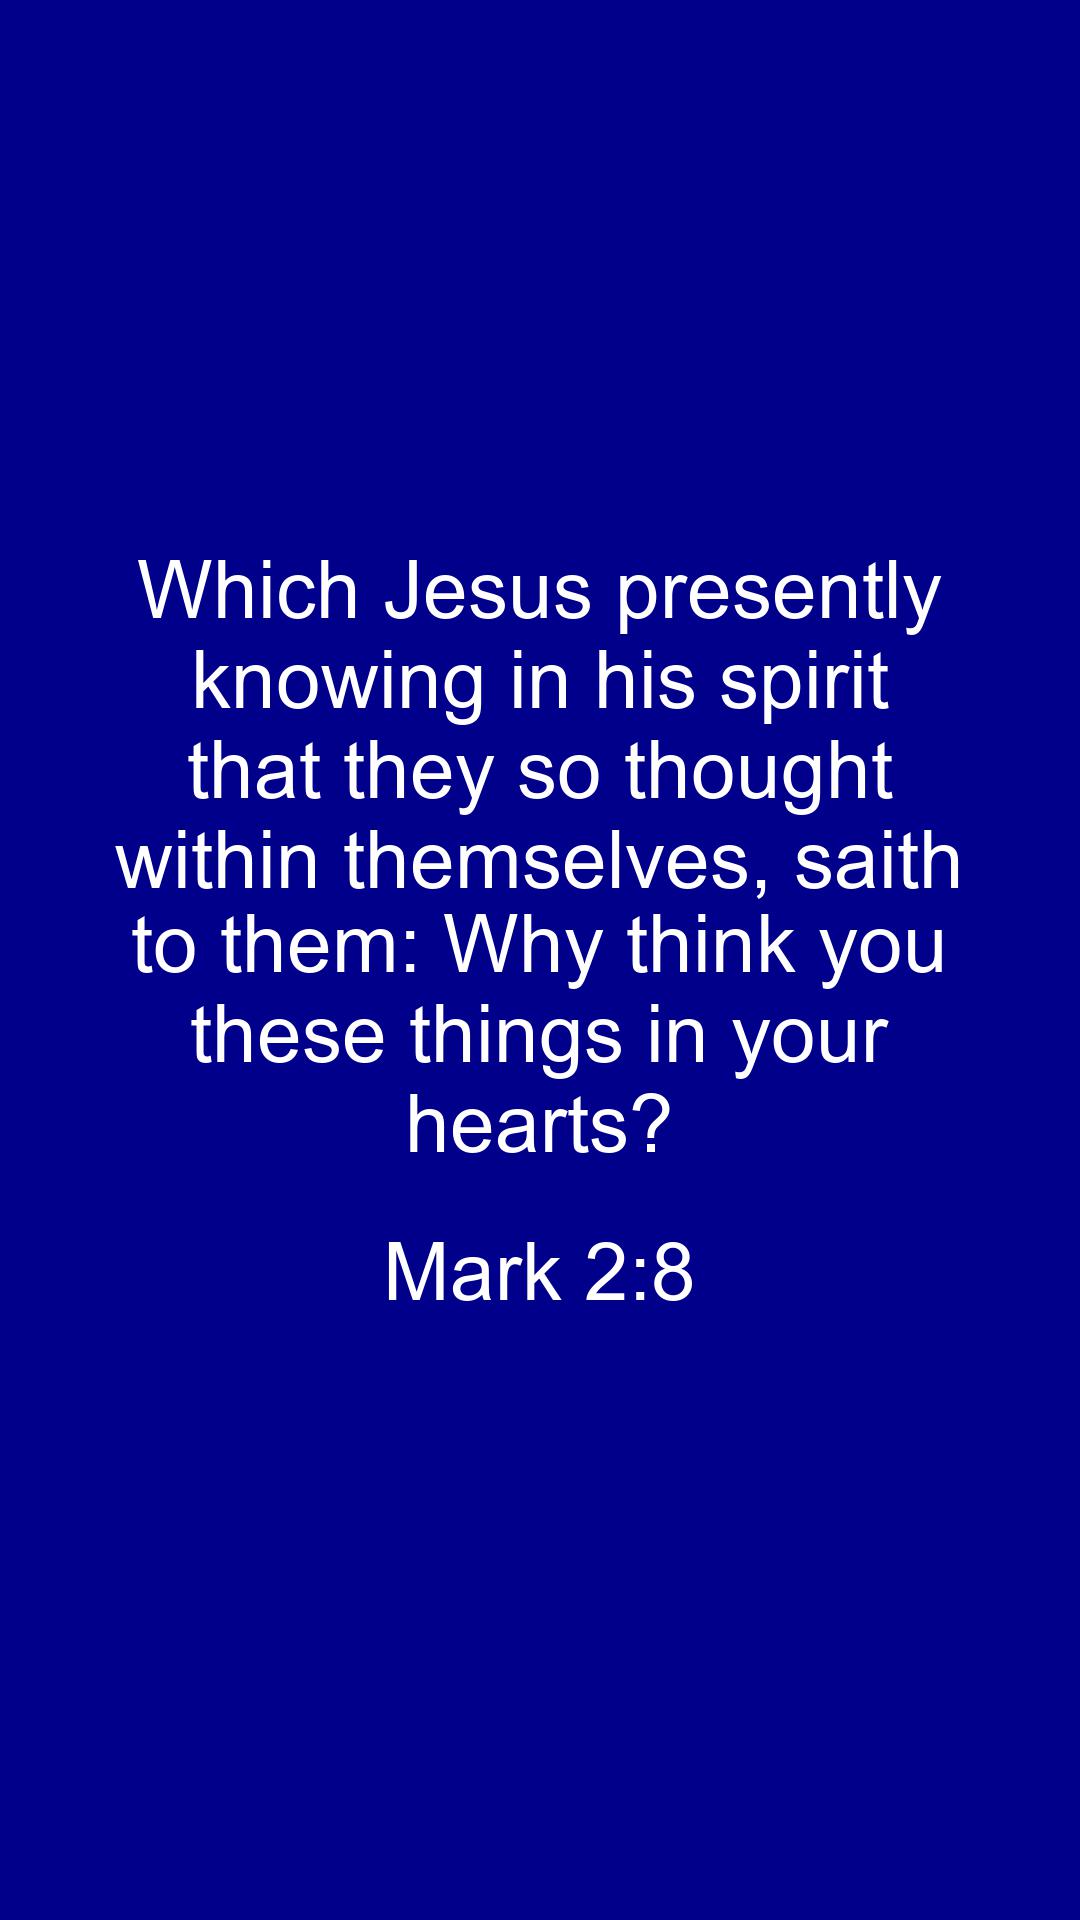 Which Jesus presently
knowing in his spirit
that they so thought
within themselves, saith
to them: Why think you
these things in your
hearts?
Mark 2:8